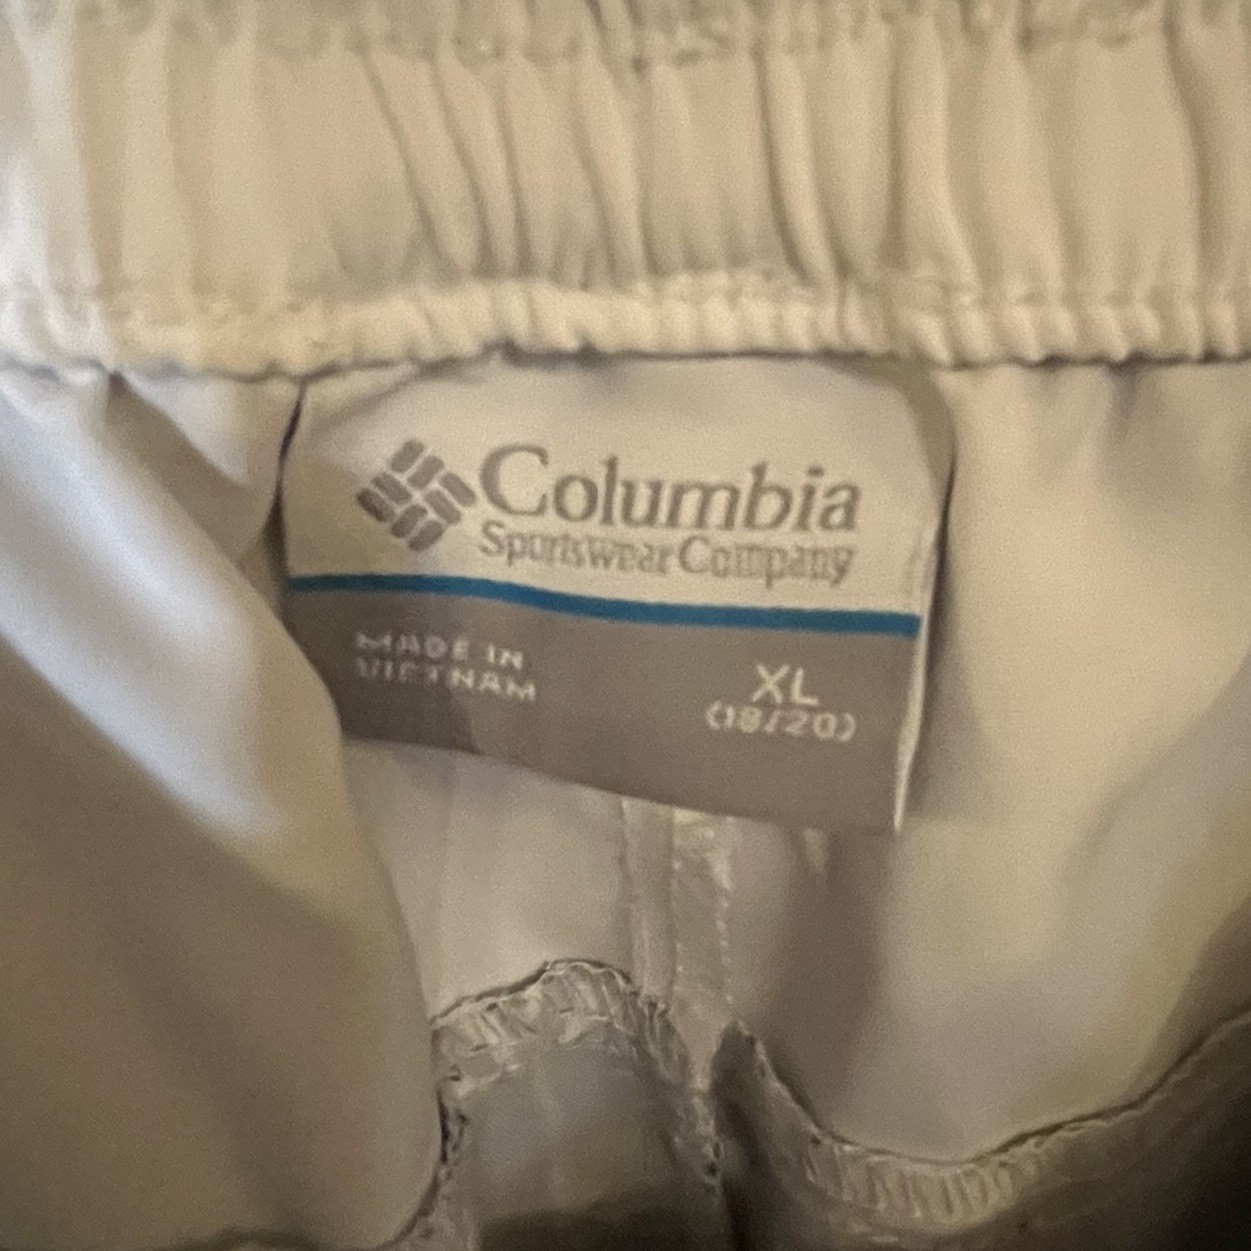 Columbia
Sportswear Company
MADE IN
VIETNAM
XL
(18/20)